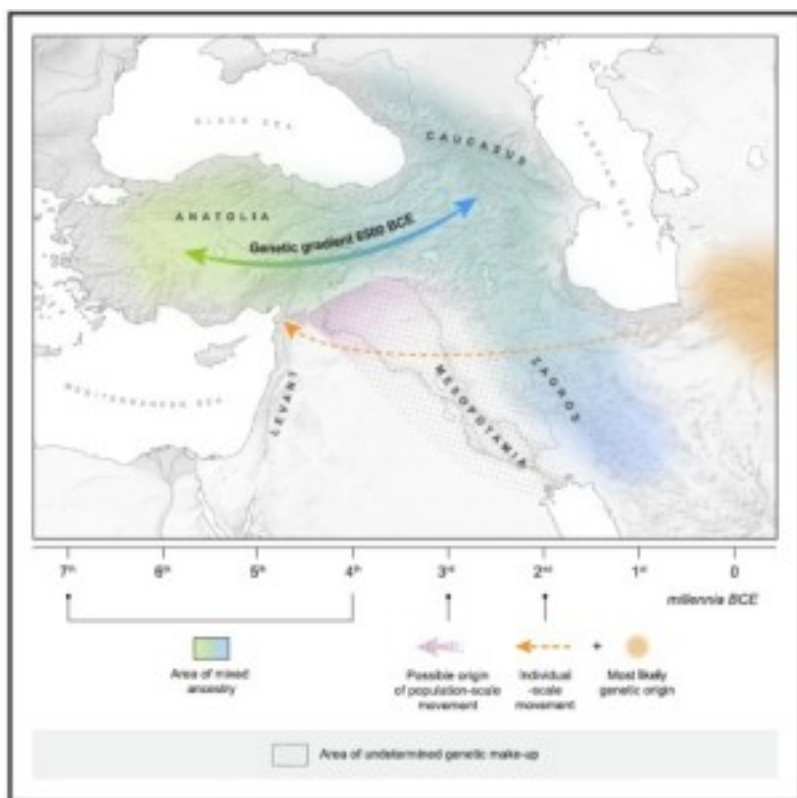 BLACK SEA
CAUCASUS
CASPIAN SEA
ANATOLIA
Genetic gradient 6500 BCE
ZAGROS
MESOPOTAMIA
LEVANT
MEDITERRANEAN SEA
7th 6th 5th 4th 3rd 2nd 1st 0
millennia BCE
Area of mixed
ancestry
Possible origin
of population-scale
movement
Individual
-scale
movement
+
Most likely
genetic origin
Area of undetermined genetic make-up